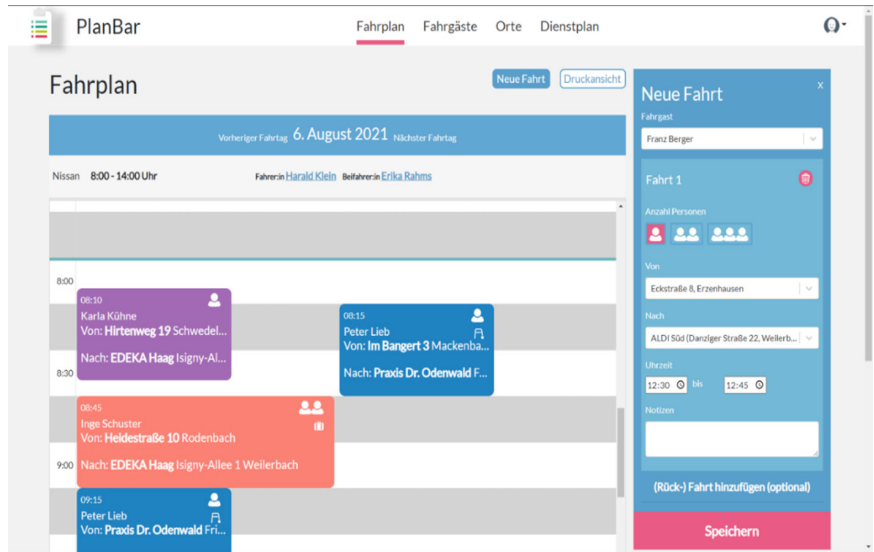 PlanBar
Fahrplan Fahrgäste Orte Dienstplan
Fahrplan
Neue Fahrt Druckansicht
Vorheriger Fahrtag 6. August 2021 Nächster Fahrtag
Nissan 8:00 - 14:00 Uhr Fahrer:in Harald Klein Beifahrer:in Erika Rahms
8:00
08:10
Karla Kühne
Von: Hirtenweg 19 Schwedel...
Nach: EDEKA Haag Isigny-Al...
08:15
Peter Lieb
Von: Im Bangert 3 Mackenba...
Nach: Praxis Dr. Odenwald F...
8:30
08:45
Inge Schuster
Von: Heidestraße 10 Rodenbach
Nach: EDEKA Haag Isigny-Allee 1 Weilerbach
9:00
09:15
Peter Lieb
Von: Praxis Dr. Odenwald Fri...
Neue Fahrt x
Fahrgast
Franz Berger
Fahrt 1
Anzahl Personen
Von
Eckstraße 8, Erzenhausen
Nach
ALDI Süd (Danziger Straße 22, Weilerb...
Uhrzeit
12:30 bis 12:45
Notizen
(Rück-) Fahrt hinzufügen (optional)
Speichern